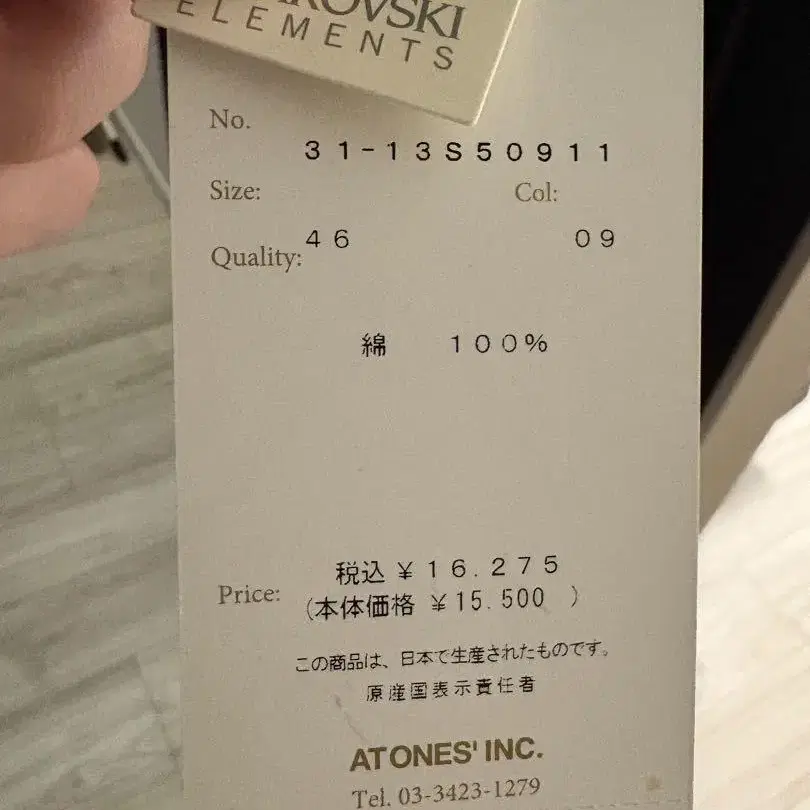 ROVSKI
ELEMENTS
No.
31-13S50911
Size:
Col:
46
09
Quality:
綿 100%
税込 ¥16.275
Price:
(本体価格 ¥15.500 )
この商品は、日本で生産されたものです。
原産国表示責任者
ATONES' INC.
Tel. 03-3423-1279